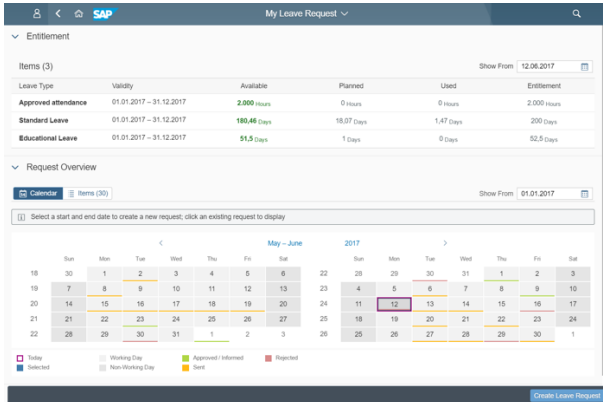 SAP My Leave Request
Entitlement
Items (3) Show From 12.06.2017
Leave Type Validity Available Planned Used Entitlement
Approved attendance 01.01.2017 – 31.12.2017 2.000 Hours 0 Hours 0 Hours 2.000 Hours
Standard Leave 01.01.2017 – 31.12.2017 180,46 Days 18,07 Days 1,47 Days 200 Days
Educational Leave 01.01.2017 – 31.12.2017 51,5 Days 1 Days 0 Days 52,5 Days
Request Overview
Calendar Items (30) Show From 01.01.2017
Select a start and end date to create a new request; click an existing request to display
May – June 2017
Sun Mon Tue Wed Thu Fri Sat Sun Mon Tue Wed Thu Fri Sat
18 30 1 2 3 4 5 6 22 28 29 30 31 1 2 3
19 7 8 9 10 11 12 13 23 4 5 6 7 8 9 10
20 14 15 16 17 18 19 20 24 11 12 13 14 15 16 17
21 21 22 23 24 25 26 27 25 18 19 20 21 22 23 24
22 28 29 30 31 1 2 3 26 25 26 27 28 29 30 1
Today Working Day Approved / Informed Rejected
Selected Non-Working Day Sent
Create Leave Request